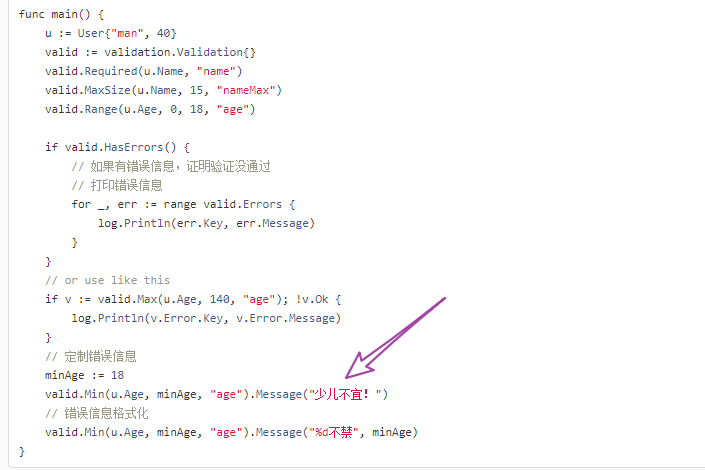 func main() {
    u := User{"man", 40}
    valid := validation.Validation{}
    valid.Required(u.Name, "name")
    valid.MaxSize(u.Name, 15, "nameMax")
    valid.Range(u.Age, 0, 18, "age")

    if valid.HasErrors() {
        // 如果有错误信息，证明验证没通过
        // 打印错误信息
        for _, err := range valid.Errors {
            log.Println(err.Key, err.Message)
        }
    }
    // or use like this
    if v := valid.Max(u.Age, 140, "age"); !v.Ok {
        log.Println(v.Error.Key, v.Error.Message)
    }
    // 定制错误信息
    minAge := 18
    valid.Min(u.Age, minAge, "age").Message("少儿不宜！")
    // 错误信息格式化
    valid.Min(u.Age, minAge, "age").Message("%d不禁", minAge)
}